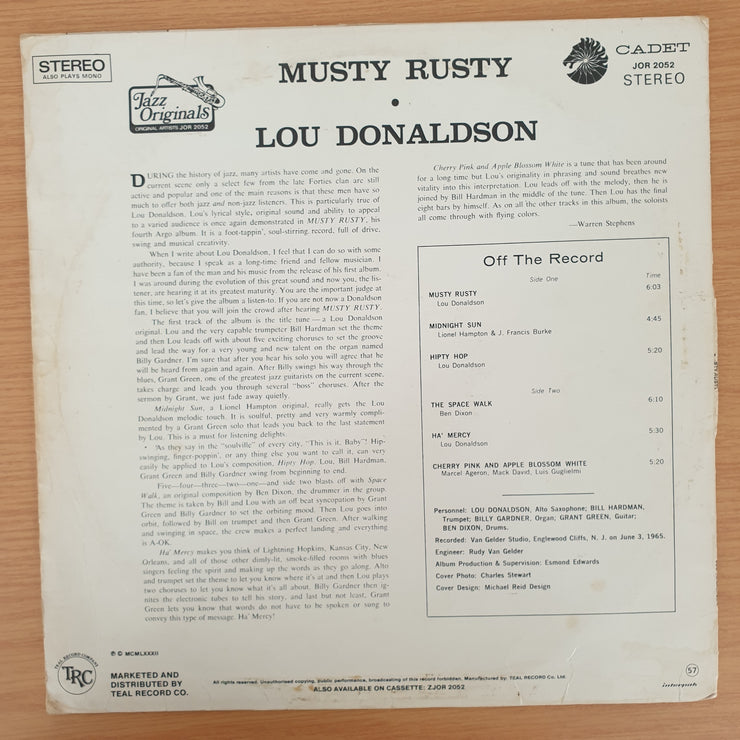 STEREO
ALSO PLAYS MONO
Jazz
Originals
ORIGINAL ARTISTS JOR 2052
MUSTY RUSTY
•
LOU DONALDSON
CADET
JOR 2052
STEREO
DURING the history of jazz, many artists have come and gone. On the
current scene only a select few from the late Forties clan are still
active and popular and one of the main reasons is that these men have so
much to offer both jazz and non-jazz listeners. This is particularly true of
Lou Donaldson. Lou's lyrical style, original sound and ability to appeal
to a varied audience is once again demonstrated in MUSTY RUSTY, his
fourth Argo album. It is a foot-tappin', soul-stirring record, full of drive,
swing and musical creativity.
When I write about Lou Donaldson, I feel that I can do so with some
authority, because I speak as a long-time friend and fellow musician. I
have been a fan of the man and his music from the release of his first album.
I was around during the evolution of this great sound and now you, the lis-
tener, are hearing it at its greatest maturity. You are the important judge at
this time, so let's give the album a listen-to. If you are not now a Donaldson
fan, I believe that you will join the crowd after hearing MUSTY RUSTY.
The first track of the album is the title tune—a Lou Donaldson
original. Lou and the very capable trumpeter Bill Hardman set the theme
and then Lou leads off with about five exciting choruses to set the groove
and lead the way for a very young and new talent on the organ named
Billy Gardner. I'm sure that after you hear his solo you will agree that he
will be heard from again and again. After Billy swings his way through the
blues, Grant Green, one of the greatest jazz guitarists on the current scene,
takes charge and leads you through several "boss" choruses. After the
sermon by Grant, we just fade away quietly.
Midnight Sun, a Lionel Hampton original, really gets the Lou
Donaldson melodic touch. It is soulful, pretty and very warmly compli-
mented by a Grant Green solo that leads you back to the last statement
by Lou. This is a must for listening delights.
'As they say in the "soulville" of every city, "This is it. Baby"! Hip-
swinging, finger-poppin', or any thing else you want to call it, can very
easily be applied to Lou's composition, Hipty Hop. Lou, Bill Hardman,
Grant Green and Billy Gardner swing from beginning to end.
Five—four—three—two—one—and side two blasts off with Space
Walk, an original composition by Ben Dixon, the drummer in the group.
The theme is taken by Bill and Lou with an off beat syncopation by Grant
Green and Billy Gardner to set the orbiting mood. Then Lou goes into
orbit, followed by Bill on trumpet and then Grant Green. After walking
and swinging in space, the crew makes a perfect landing and everything
is A-OK.
Ha' Mercy makes you think of Lightning Hopkins, Kansas City, New
Orleans, and all of those other dimly-lit, smoke-filled rooms with blues
singers feeling the spirit and making up the words as they go along. Alto
and trumpet set the theme to let you know where it's at and then Lou plays
two choruses to let you know what it's all about. Billy Gardner then ign-
nites the electronic tubes to tell his story, and last but not least, Grant
Green lets you know that words do not have to be spoken or sung to
convey this type of message. Ha' Mercy!
Cherry Pink and Apple Blossom White is a tune that has been around
for a long time but Lou's originality in phrasing and sound breathes new
vitality into this interpretation. Lou leads off with the melody, then he is
joined by Bill Hardman in the middle of the tune. Then Lou has the final
eight bars by himself. As on all the other tracks in this album, the soloists
all come through with flying colors.
—Warren Stephens
Off The Record
Side One Time
MUSTY RUSTY 6:03
Lou Donaldson
MIDNIGHT SUN 4:45
Lionel Hampton & J. Francis Burke
HIPTY HOP 5:20
Lou Donaldson
Side Two
THE SPACE WALK 6:10
Ben Dixon
HA' MERCY 5:30
Lou Donaldson
CHERRY PINK AND APPLE BLOSSOM WHITE 5:20
Marcel Ageron, Mack David, Luis Guglielmi
Personnel: LOU DONALDSON, Alto Saxophone; BILL HARDMAN,
Trumpet; BILLY GARDNER, Organ; GRANT GREEN, Guitar;
BEN DIXON, Drums.
Recorded: Van Gelder Studio, Englewood Cliffs, N. J. on June 3, 1965.
Engineer: Rudy Van Gelder
Album Production & Supervision: Esmond Edwards
Cover Photo: Charles Stewart
Cover Design: Michael Reid Design
℗ © MCMLXXXII
TEAL RECORD COMPANY
TRC
MARKETED AND
DISTRIBUTED BY
TEAL RECORD CO.
All rights reserved. Unauthorised copying, public performance, broadcasting of this record forbidden. Manufactured by: TEAL RECORD Co. Ltd.
ALSO AVAILABLE ON CASSETTE: ZJOR 2052
57
interpak